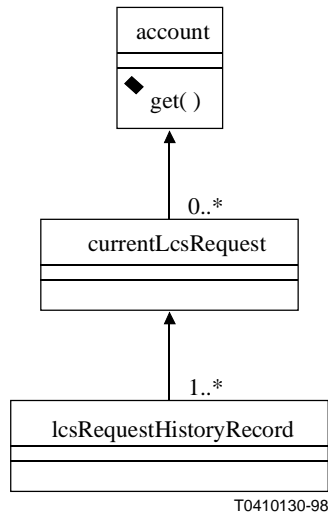 account
get( )
0..*
currentLcsRequest
1..*
lcsRequestHistoryRecord
T0410130-98